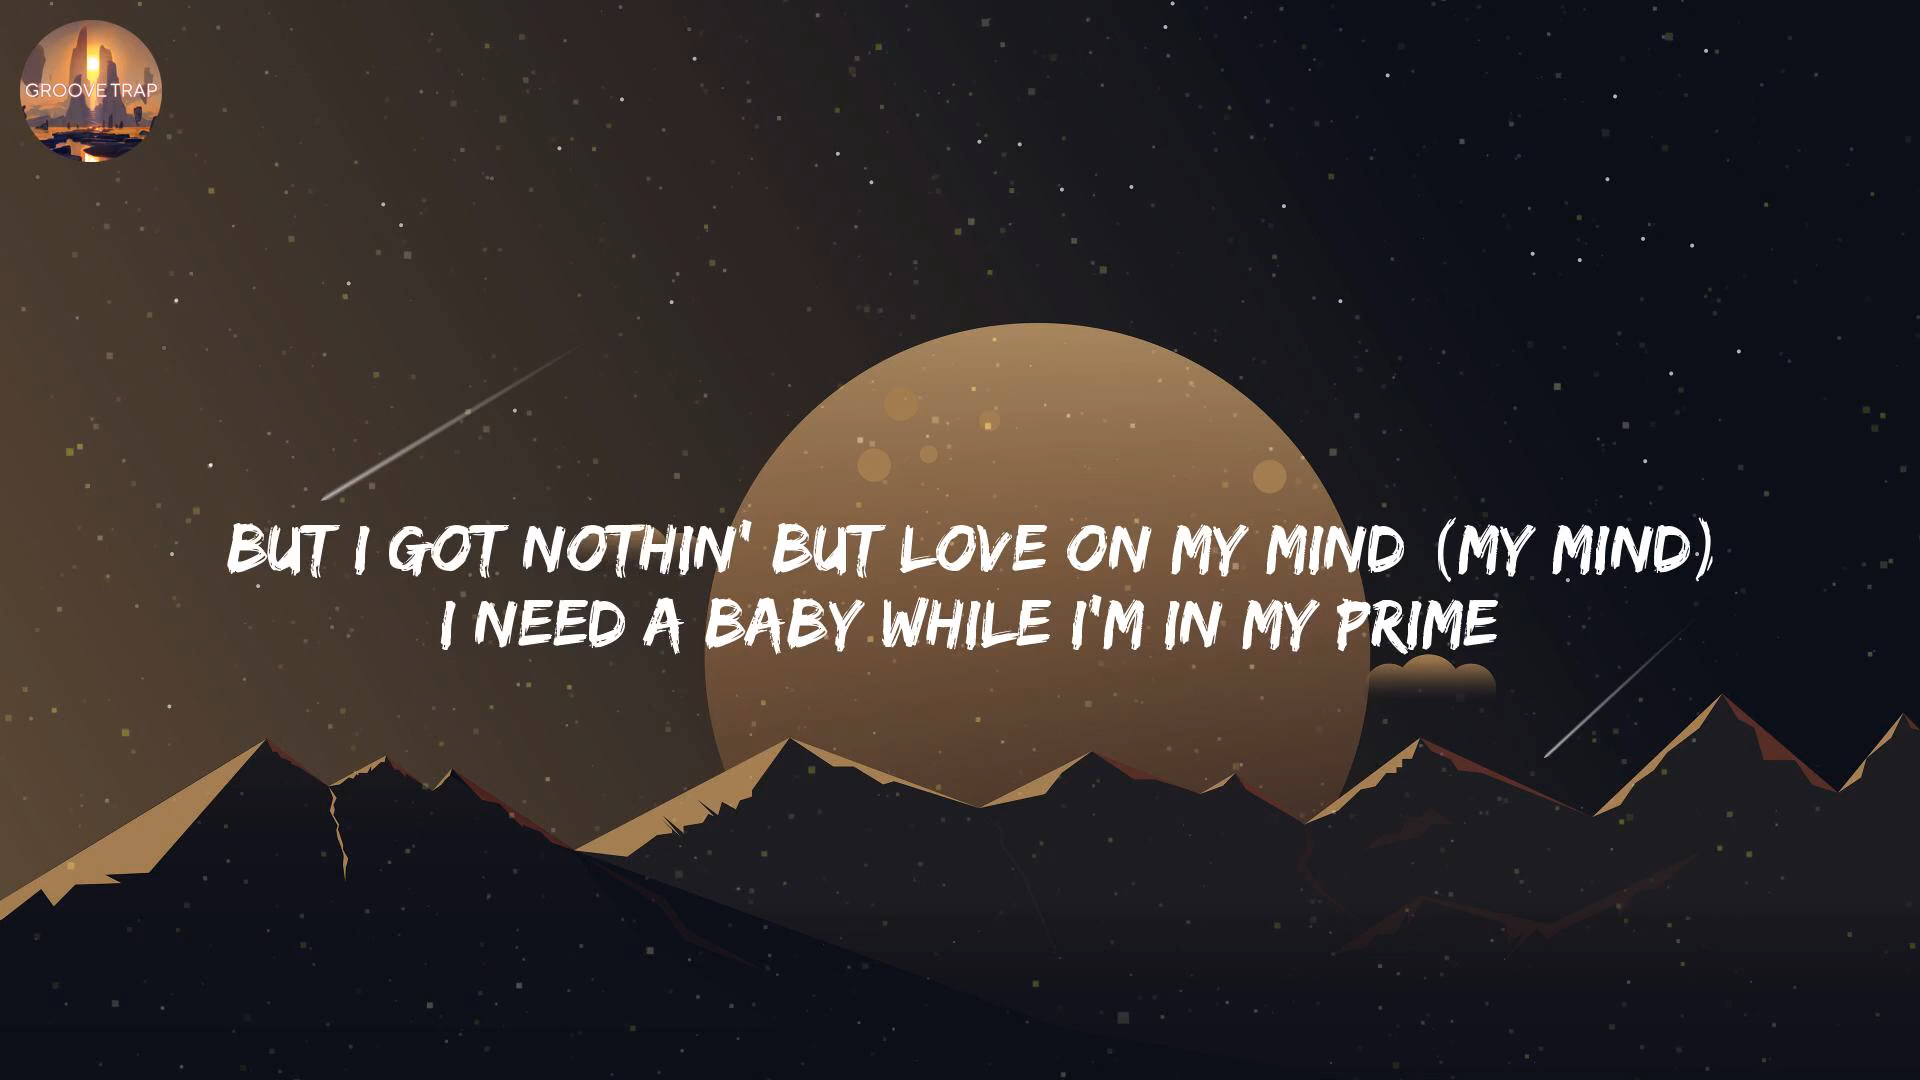 GROOVE TRAP
BUT I GOT NOTHIN' BUT LOVE ON MY MIND (MY MIND)
I NEED A BABY WHILE I'M IN MY PRIME